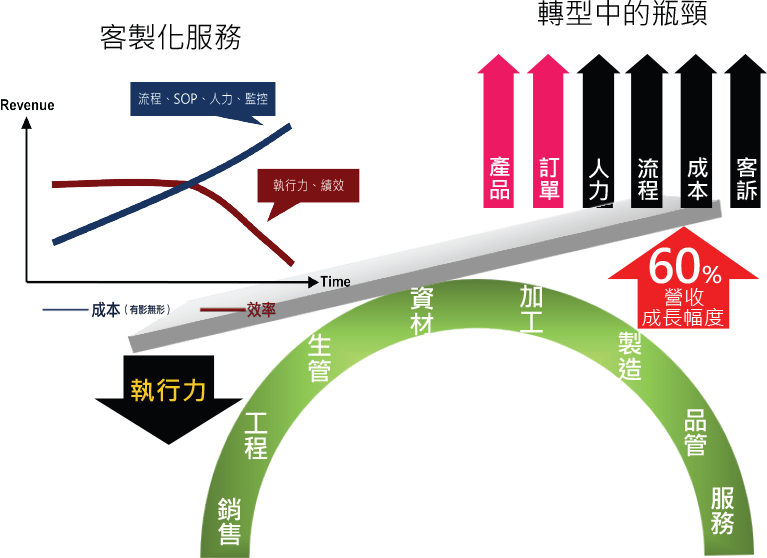 客製化服務
轉型中的瓶頸
Revenue
流程、SOP、人力、監控
執行力、績效
Time
成本(有影無形)
效率
產品
訂單
人力
流程
成本
客訴
60%
營收
成長幅度
執行力
銷售
工程
生管
資材
加工
製造
品管
服務